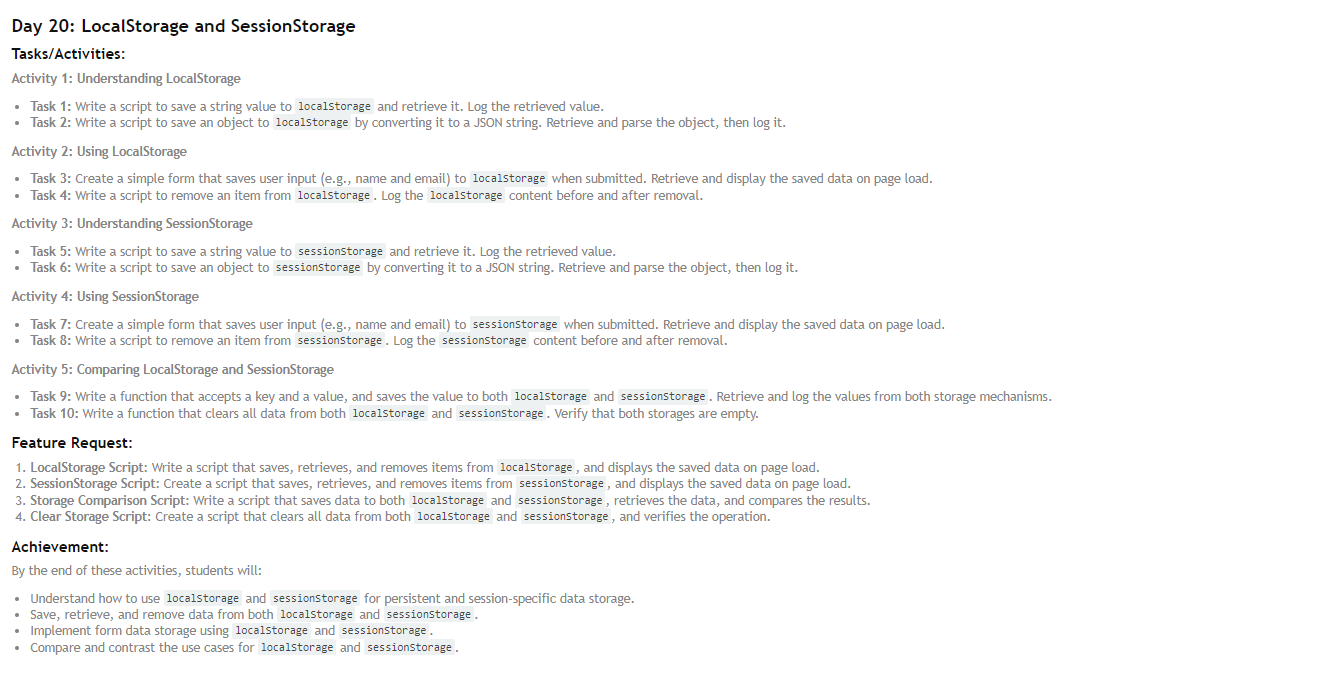 Day 20: LocalStorage and SessionStorage
Tasks/Activities:
Activity 1: Understanding LocalStorage
• Task 1: Write a script to save a string value to localStorage and retrieve it. Log the retrieved value.
• Task 2: Write a script to save an object to localStorage by converting it to a JSON string. Retrieve and parse the object, then log it.
Activity 2: Using LocalStorage
• Task 3: Create a simple form that saves user input (e.g., name and email) to localStorage when submitted. Retrieve and display the saved data on page load.
• Task 4: Write a script to remove an item from localStorage. Log the localStorage content before and after removal.
Activity 3: Understanding SessionStorage
• Task 5: Write a script to save a string value to sessionStorage and retrieve it. Log the retrieved value.
• Task 6: Write a script to save an object to sessionStorage by converting it to a JSON string. Retrieve and parse the object, then log it.
Activity 4: Using SessionStorage
• Task 7: Create a simple form that saves user input (e.g., name and email) to sessionStorage when submitted. Retrieve and display the saved data on page load.
• Task 8: Write a script to remove an item from sessionStorage. Log the sessionStorage content before and after removal.
Activity 5: Comparing LocalStorage and SessionStorage
• Task 9: Write a function that accepts a key and a value, and saves the value to both localStorage and sessionStorage. Retrieve and log the values from both storage mechanisms.
• Task 10: Write a function that clears all data from both localStorage and sessionStorage. Verify that both storages are empty.
Feature Request:
1. LocalStorage Script: Write a script that saves, retrieves, and removes items from localStorage, and displays the saved data on page load.
2. SessionStorage Script: Create a script that saves, retrieves, and removes items from sessionStorage, and displays the saved data on page load.
3. Storage Comparison Script: Write a script that saves data to both localStorage and sessionStorage, retrieves the data, and compares the results.
4. Clear Storage Script: Create a script that clears all data from both localStorage and sessionStorage, and verifies the operation.
Achievement:
By the end of these activities, students will:
• Understand how to use localStorage and sessionStorage for persistent and session-specific data storage.
• Save, retrieve, and remove data from both localStorage and sessionStorage.
• Implement form data storage using localStorage and sessionStorage.
• Compare and contrast the use cases for localStorage and sessionStorage.